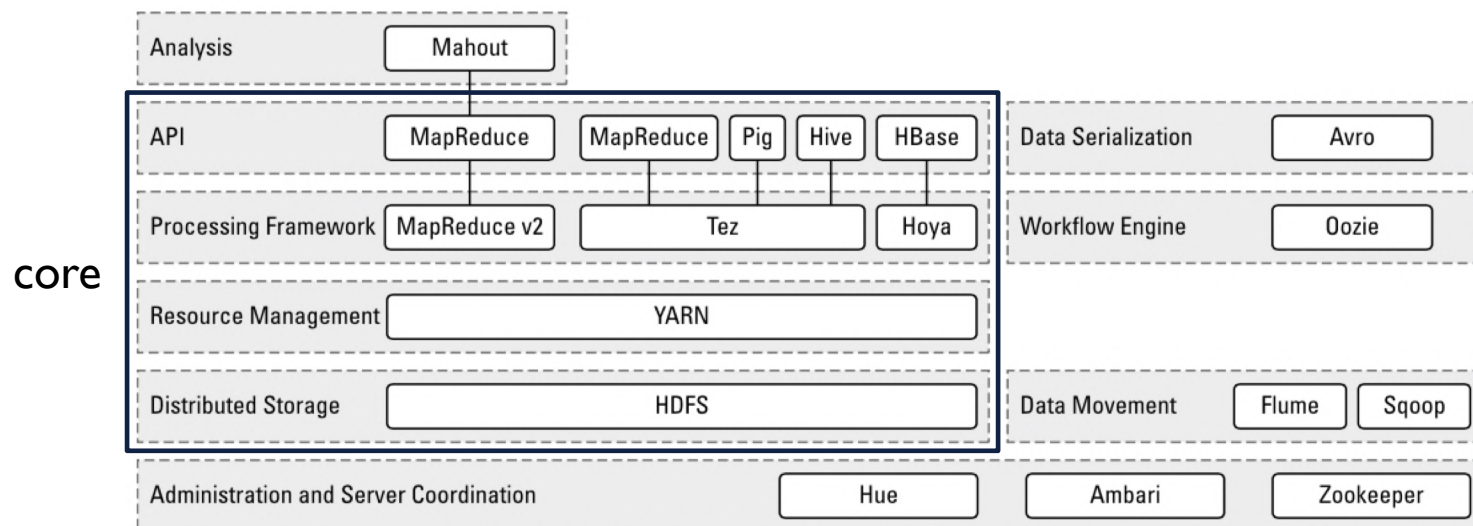 Analysis Mahout
API MapReduce MapReduce Pig Hive HBase Data Serialization Avro
Processing Framework MapReduce v2 Tez Hoya Workflow Engine Oozie
core
Resource Management YARN
Distributed Storage HDFS Data Movement Flume Sqoop
Administration and Server Coordination Hue Ambari Zookeeper